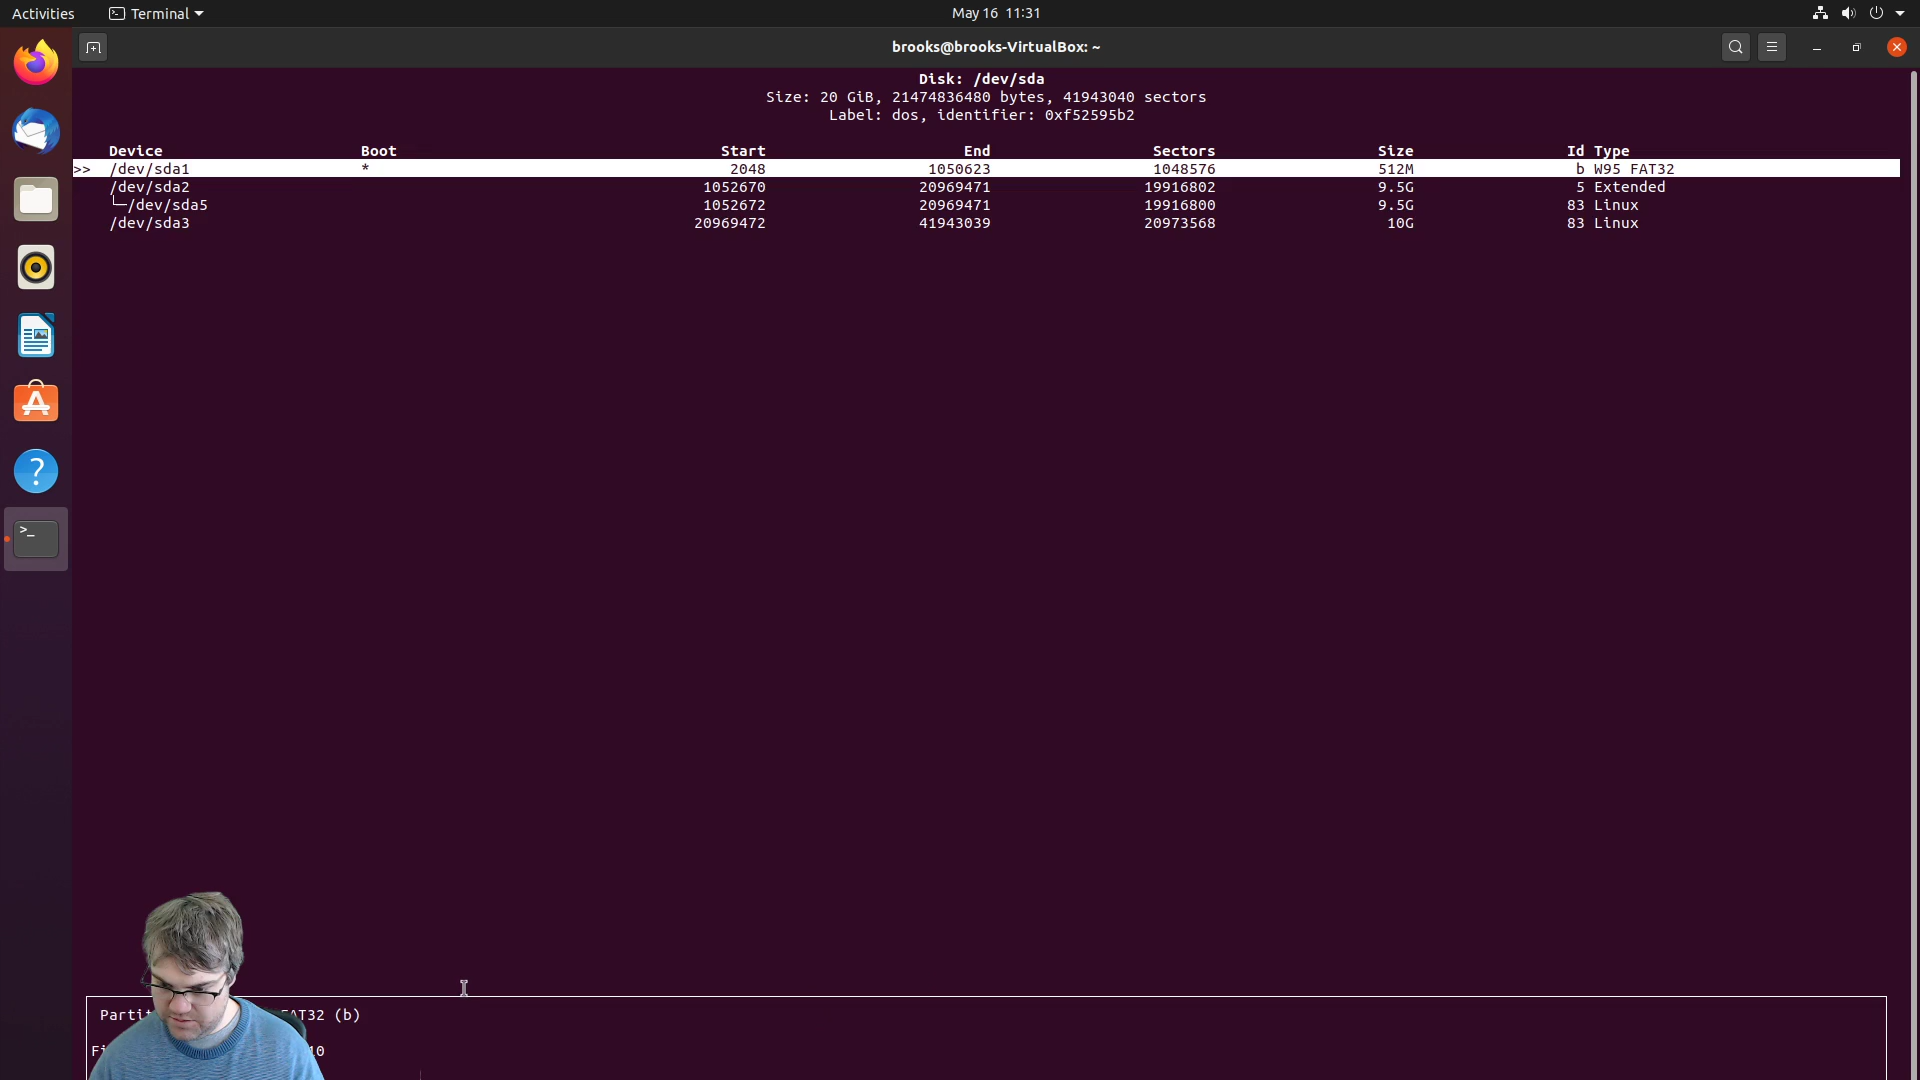 Activities Terminal May 16 11:31
brooks@brooks-VirtualBox: ~
Disk: /dev/sda
Size: 20 GiB, 21474836480 bytes, 41943040 sectors
Label: dos, identifier: 0xf52595b2
Device Boot Start End Sectors Size Id Type
>> /dev/sda1 * 2048 1050623 1048576 512M b W95 FAT32
/dev/sda2 1052670 20969471 19916802 9.5G 5 Extended
└─/dev/sda5 1052672 20969471 19916800 9.5G 83 Linux
/dev/sda3 20969472 41943039 20973568 10G 83 Linux
FAT32 (b)